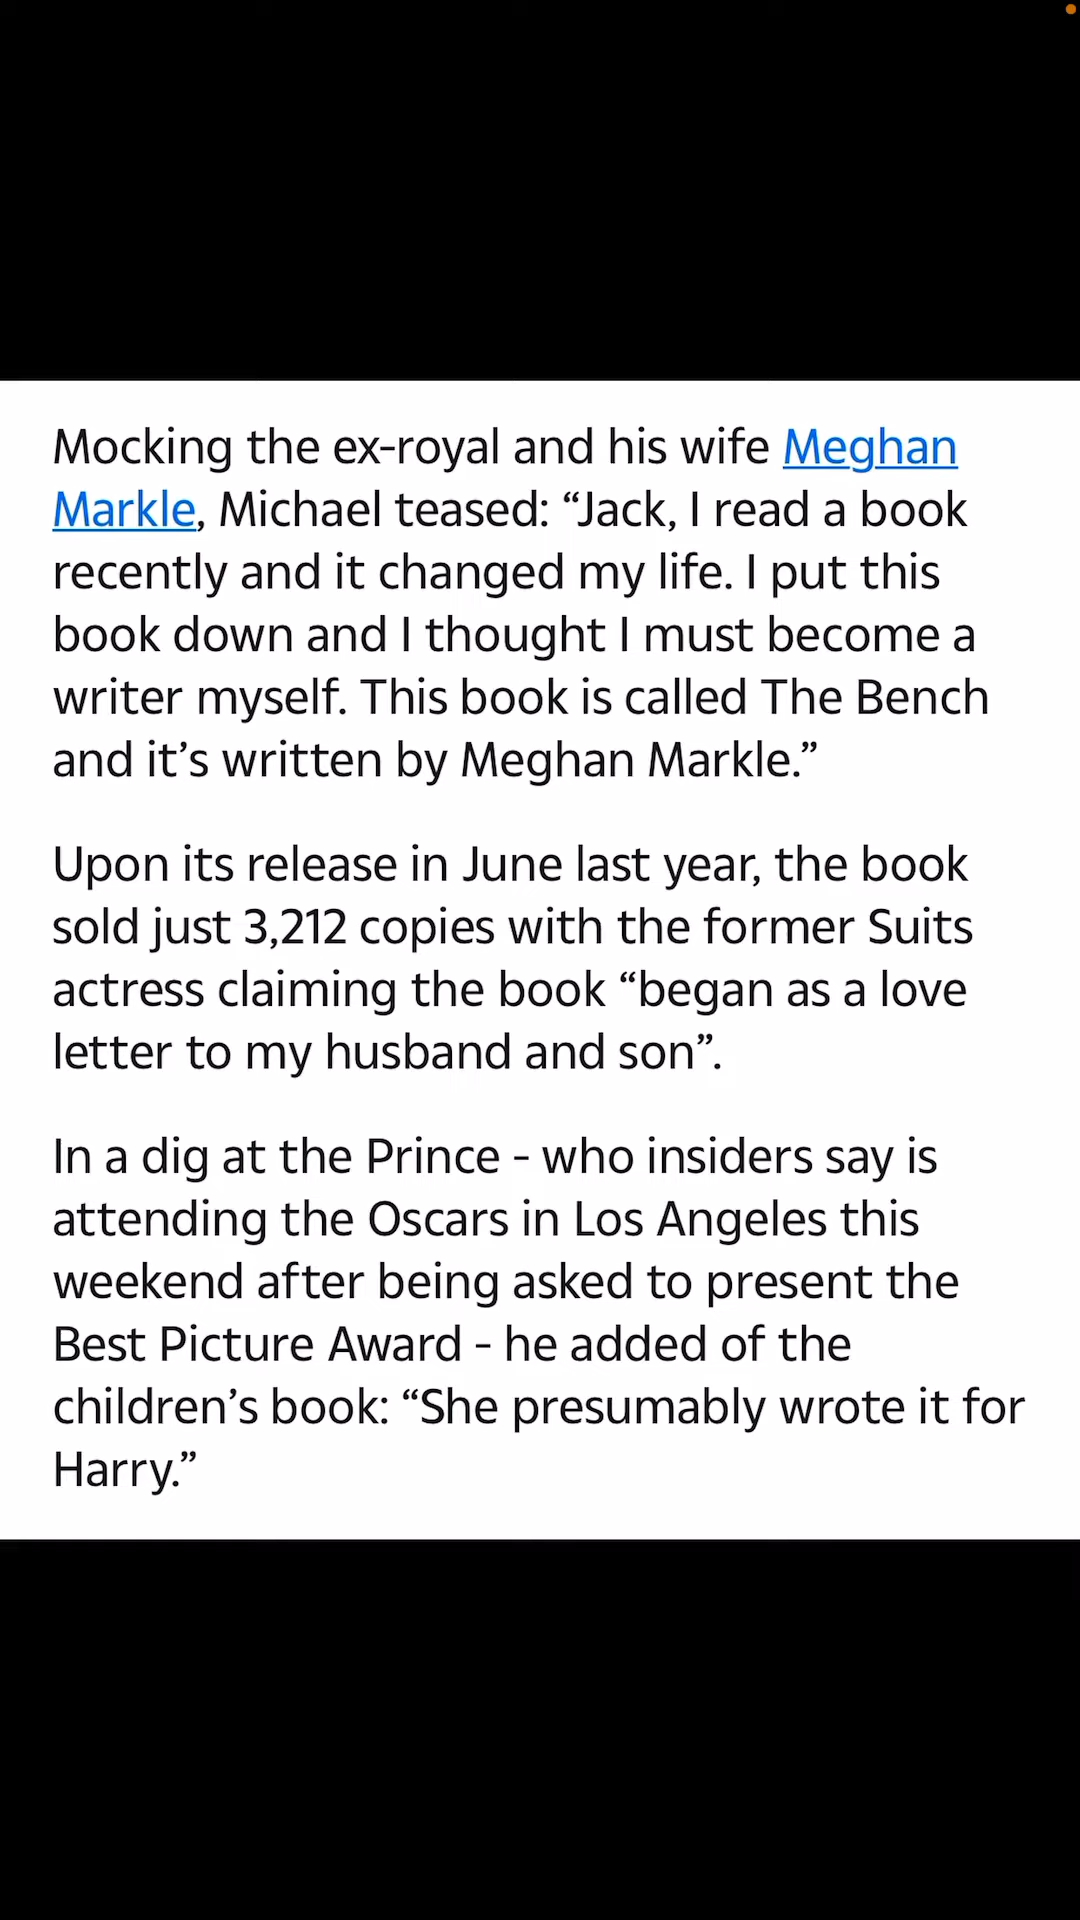 Mocking the ex-royal and his wife Meghan
Markle, Michael teased: “Jack, I read a book
recently and it changed my life. I put this
book down and I thought I must become a
writer myself. This book is called The Bench
and it’s written by Meghan Markle.”
Upon its release in June last year, the book
sold just 3,212 copies with the former Suits
actress claiming the book “began as a love
letter to my husband and son”.
In a dig at the Prince - who insiders say is
attending the Oscars in Los Angeles this
weekend after being asked to present the
Best Picture Award - he added of the
children’s book: “She presumably wrote it for
Harry.”